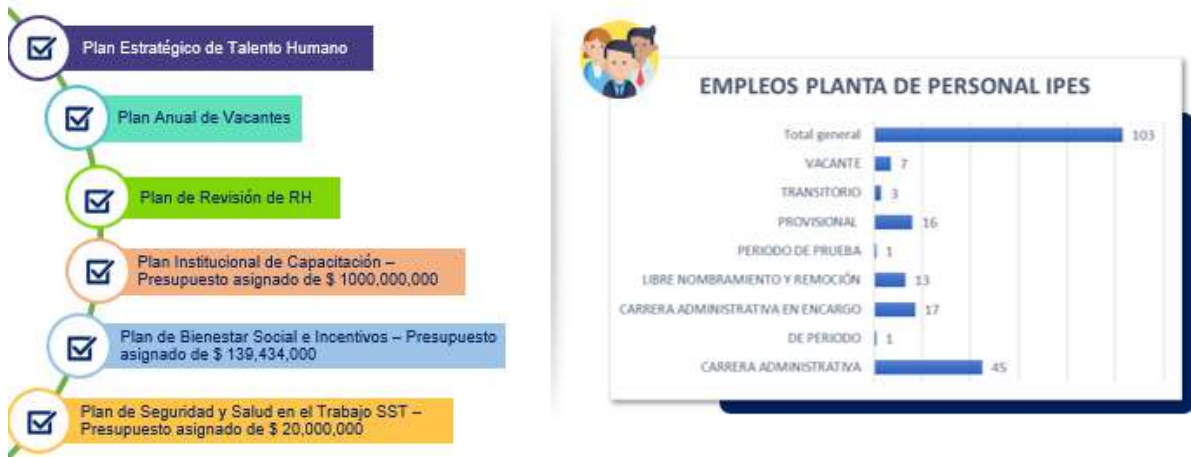 Plan Estratégico de Talento Humano
Plan Anual de Vacantes
Plan de Revisión de RH
Plan Institucional de Capacitación –
Presupuesto asignado de $ 1000,000,000
Plan de Bienestar Social e Incentivos – Presupuesto
asignado de $ 139,434,000
Plan de Seguridad y Salud en el Trabajo SST –
Presupuesto asignado de $ 20,000,000
EMPLEOS PLANTA DE PERSONAL IPES
Total general 103
VACANTE 7
TRANSITORIO 3
PROVISIONAL 16
PERIODO DE PRUEBA 1
LIBRE NOMBRAMIENTO Y REMOCIÓN 13
CARRERA ADMINISTRATIVA EN ENCARGO 17
DE PERIODO 1
CARRERA ADMINISTRATIVA 45